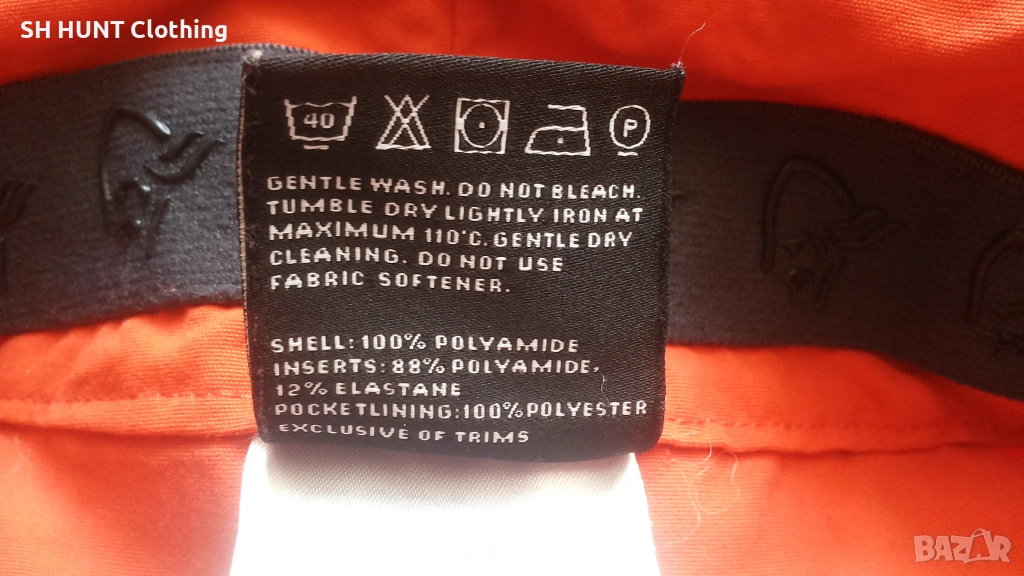 SH HUNT Clothing
40
P
GENTLE WASH. DO NOT BLEACH.
TUMBLE DRY LIGHTLY IRON AT
MAXIMUM 110°C. GENTLE DRY
CLEANING. DO NOT USE
FABRIC SOFTENER.
SHELL: 100% POLYAMIDE
INSERTS: 88% POLYAMIDE,
12% ELASTANE
POCKETLINING: 100% POLYESTER
EXCLUSIVE OF TRIMS
BAZAR